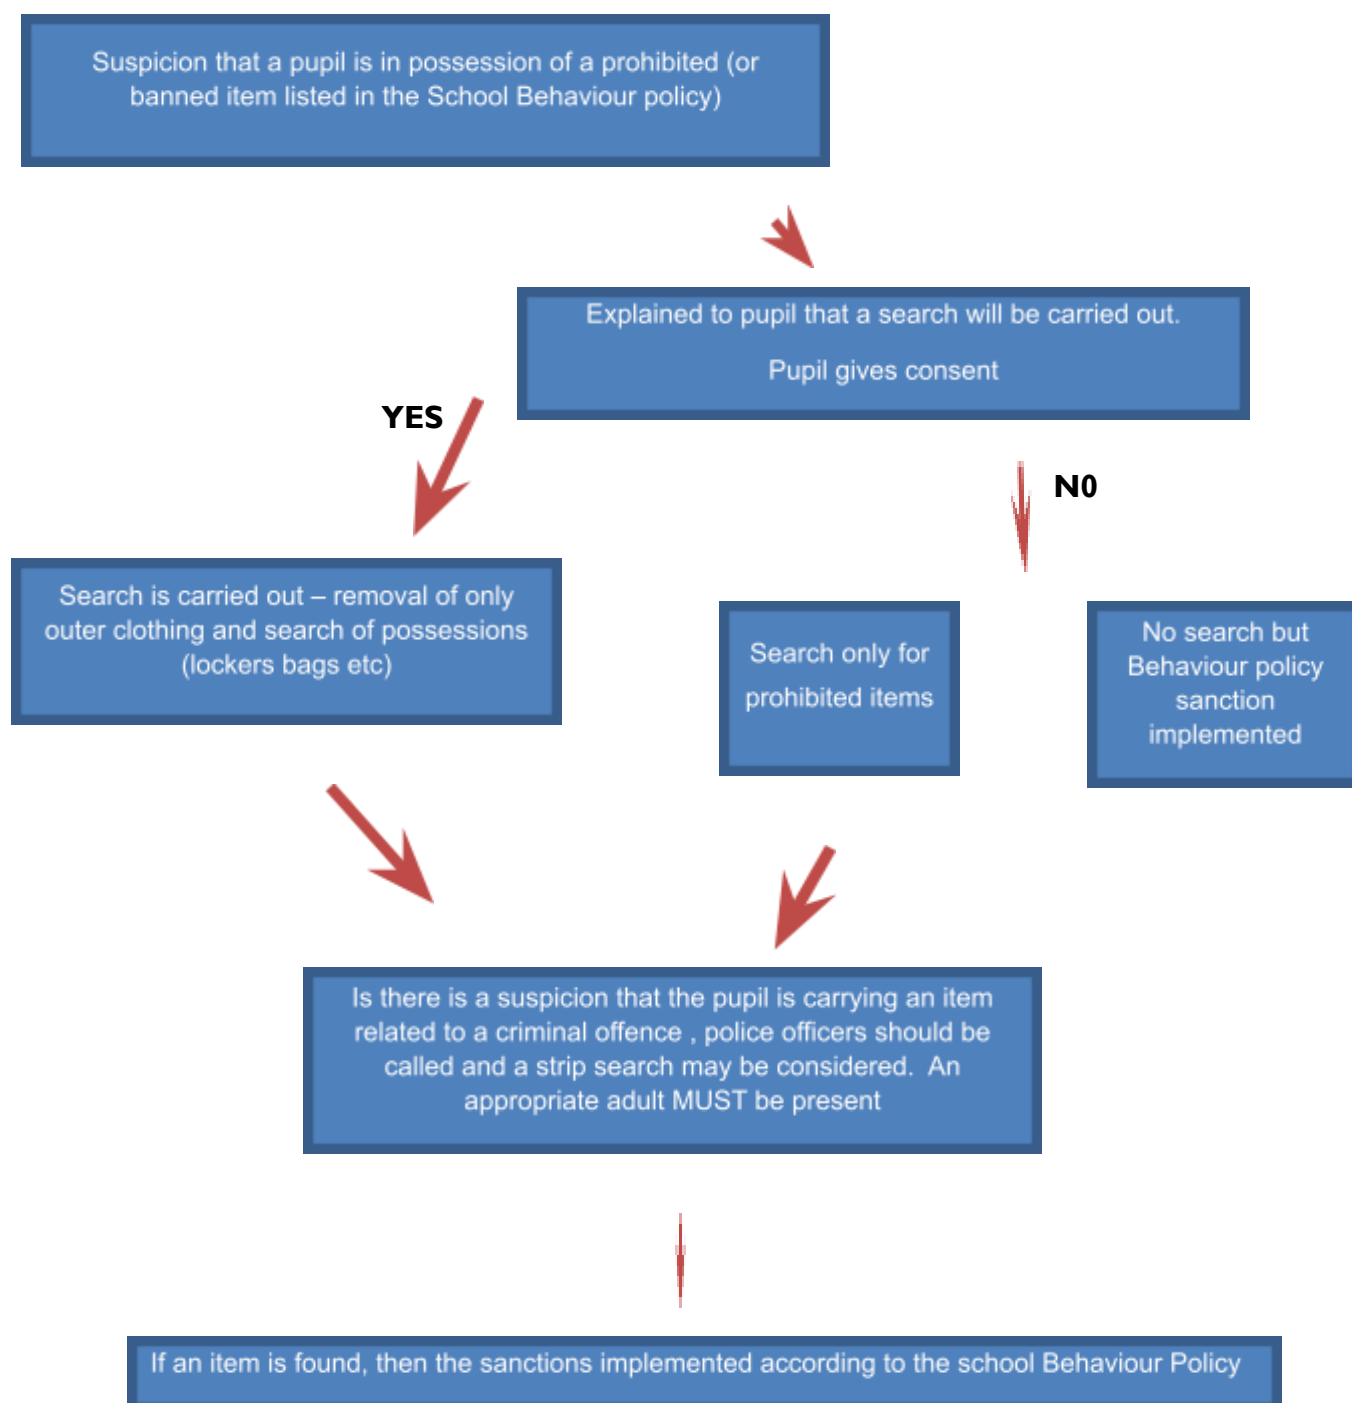 Suspicion that a pupil is in possession of a prohibited (or
banned item listed in the School Behaviour policy)
Explained to pupil that a search will be carried out.
Pupil gives consent
YES
N0
Search is carried out – removal of only
outer clothing and search of possessions
(lockers bags etc)
Search only for
prohibited items
No search but
Behaviour policy
sanction
implemented
Is there is a suspicion that the pupil is carrying an item
related to a criminal offence , police officers should be
called and a strip search may be considered.  An
appropriate adult MUST be present
If an item is found, then the sanctions implemented according to the school Behaviour Policy